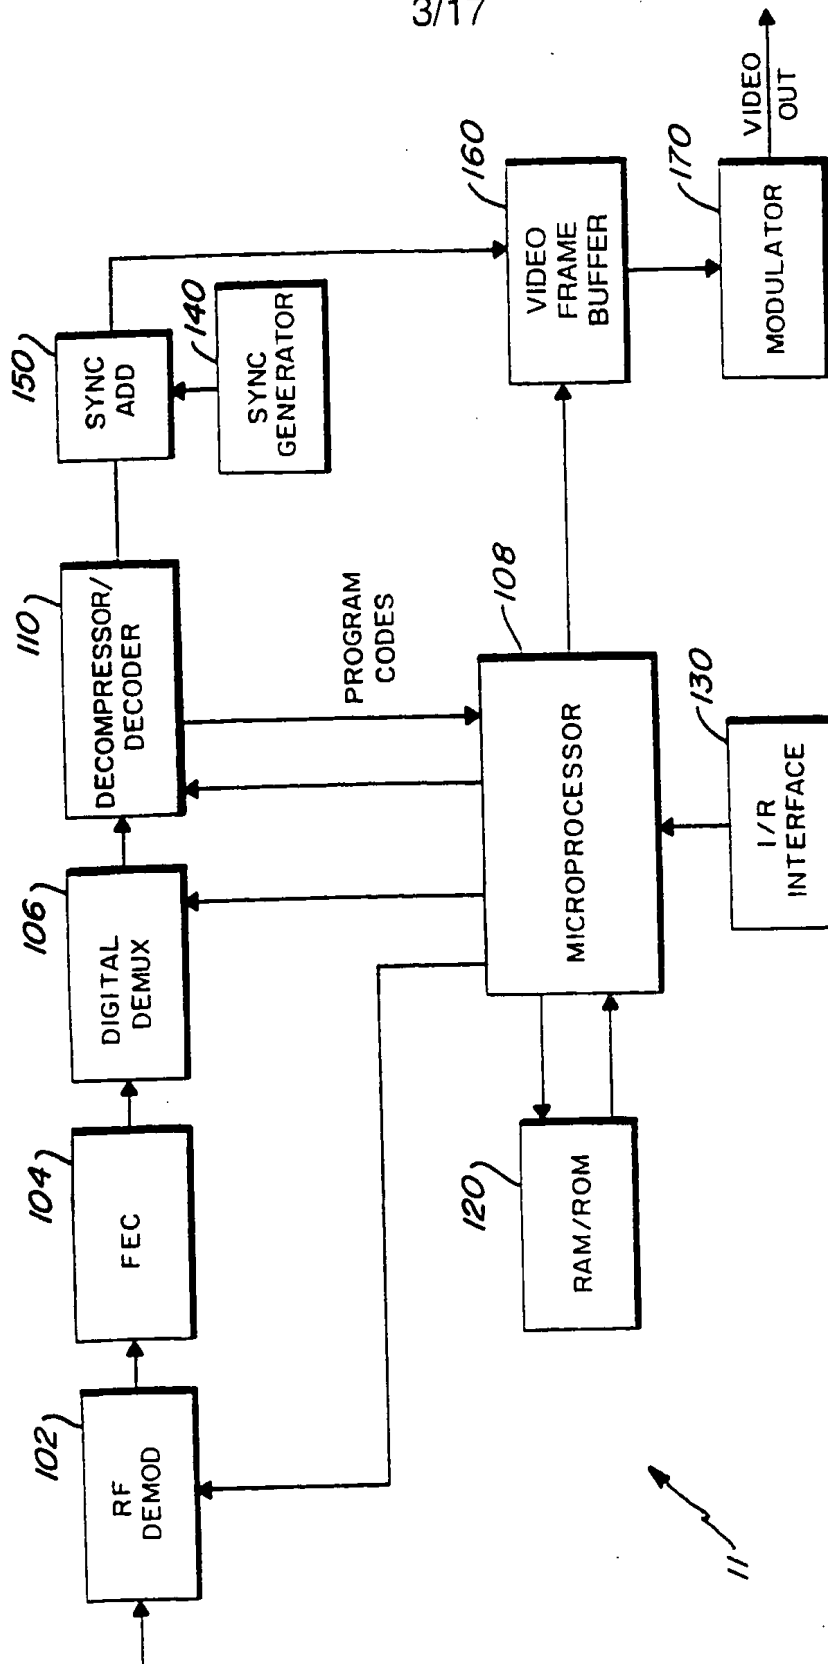 3/17
102
RF
DEMOD
104
FEC
106
DIGITAL
DEMUX
110
DECOMPRESSOR/
DECODER
150
SYNC
ADD
140
SYNC
GENERATOR
PROGRAM
CODES
120
RAM/ROM
108
MICROPROCESSOR
130
I/R
INTERFACE
160
VIDEO
FRAME
BUFFER
170
MODULATOR
VIDEO
OUT
11